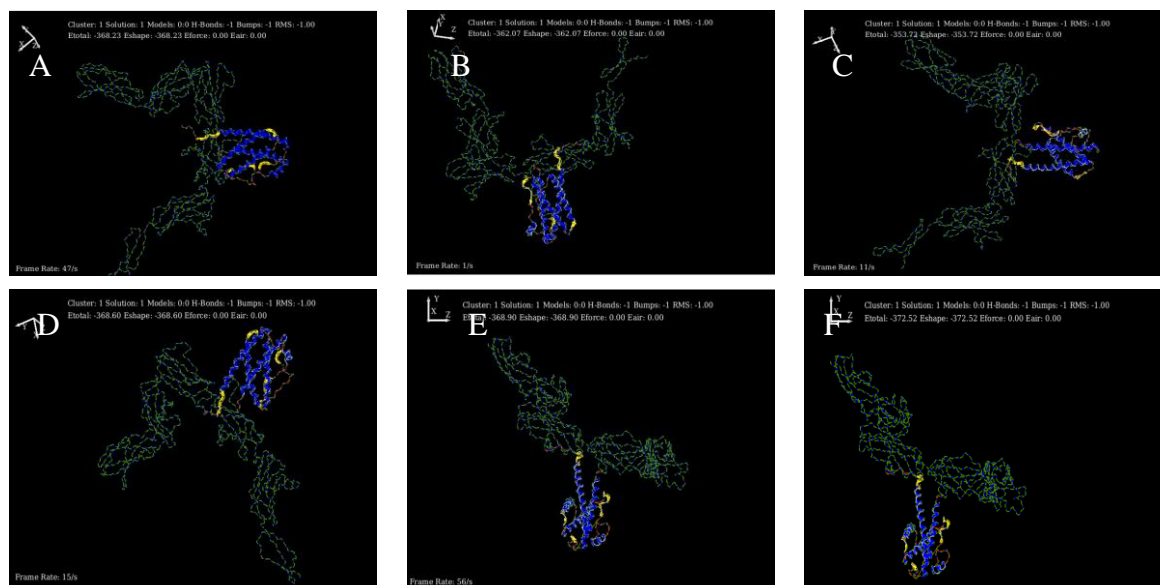 Cluster: 1 Solution: 1 Models: 0:0 H-Bonds: -1 Bumps: -1 RMS: -1.00
Etotal: -368.23 Eshape: -368.23 Eforce: 0.00 Eair: 0.00
A
Frame Rate: 47/s
Cluster: 1 Solution: 1 Models: 0:0 H-Bonds: -1 Bumps: -1 RMS: -1.00
Etotal: -362.07 Eshape: -362.07 Eforce: 0.00 Eair: 0.00
Z
B
Frame Rate: 1/s
Cluster: 1 Solution: 1 Models: 0:0 H-Bonds: -1 Bumps: -1 RMS: -1.00
Etotal: -353.72 Eshape: -353.72 Eforce: 0.00 Eair: 0.00
C
Frame Rate: 11/s
Cluster: 1 Solution: 1 Models: 0:0 H-Bonds: -1 Bumps: -1 RMS: -1.00
Etotal: -368.60 Eshape: -368.60 Eforce: 0.00 Eair: 0.00
D
Frame Rate: 15/s
Y
Cluster: 1 Solution: 1 Models: 0:0 H-Bonds: -1 Bumps: -1 RMS: -1.00
X
Etotal: -368.90 Eshape: -368.90 Eforce: 0.00 Eair: 0.00
Z
E
Frame Rate: 56/s
Y
Cluster: 1 Solution: 1 Models: 0:0 H-Bonds: -1 Bumps: -1 RMS: -1.00
X
Etotal: -372.52 Eshape: -372.52 Eforce: 0.00 Eair: 0.00
Z
F